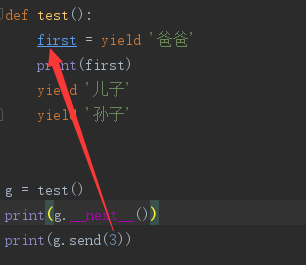 def test():
first = yield '爸爸'
print(first)
yield '儿子'
yield '孙子'
g = test()
print(g.__next__())
print(g.send(3))